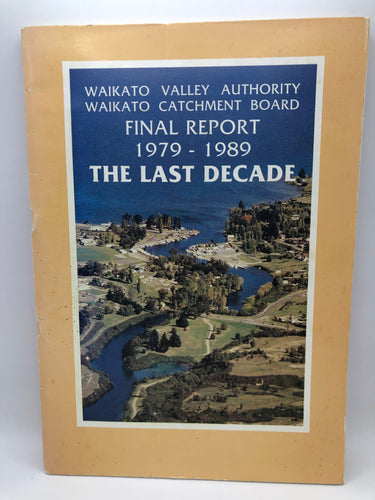 WAIKATO VALLEY AUTHORITY
WAIKATO CATCHMENT BOARD
FINAL REPORT
1979 - 1989
THE LAST DECADE